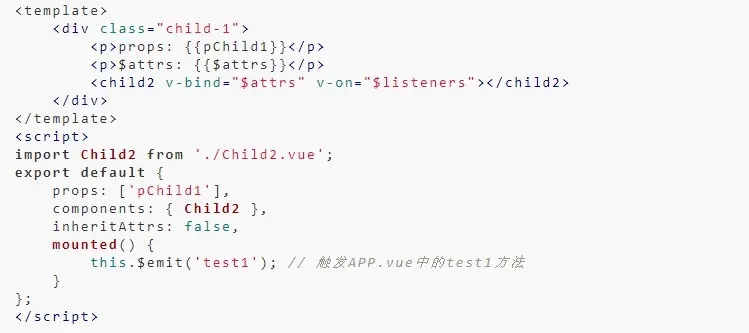 <template>
    <div class="child-1">
        <p>props: {{pChild1}}</p>
        <p>$attrs: {{$attrs}}</p>
        <child2 v-bind="$attrs" v-on="$listeners"></child2>
    </div>
</template>
<script>
import Child2 from './Child2.vue';
export default {
    props: ['pChild1'],
    components: { Child2 },
    inheritAttrs: false,
    mounted() {
        this.$emit('test1'); // 触发APP.vue中的test1方法
    }
};
</script>